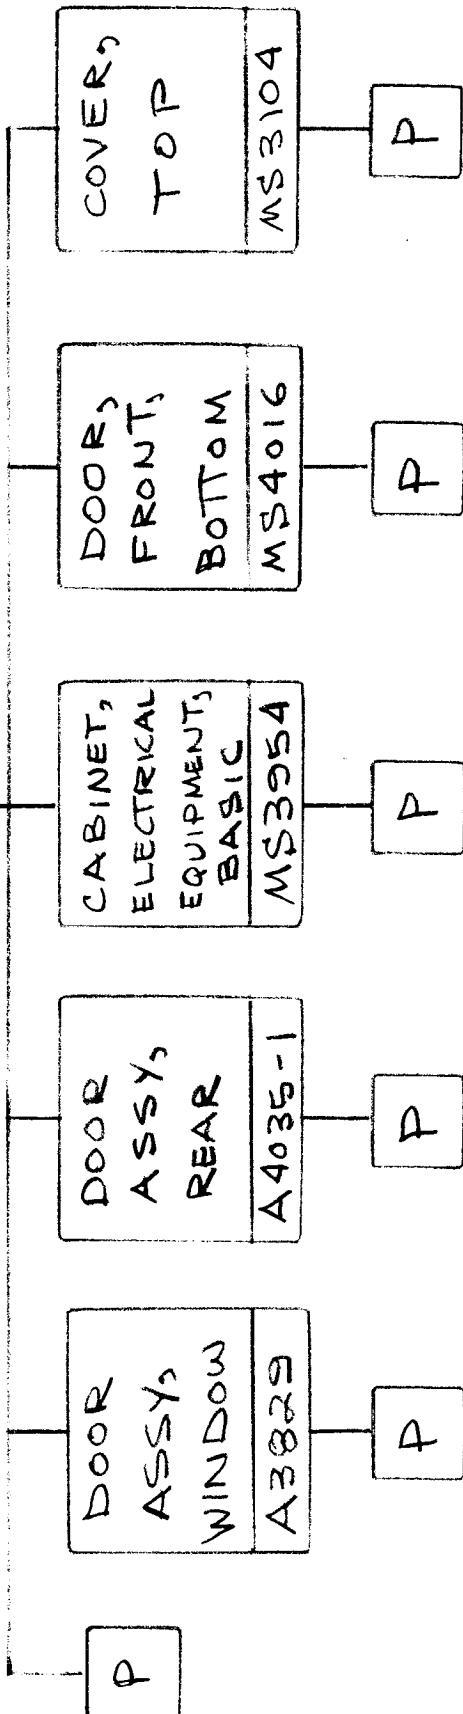 P
DOOR
ASSY,
WINDOW
A3829
P
DOOR
ASSY,
REAR
A4035-1
P
CABINET,
ELECTRICAL
EQUIPMENT,
BASIC
MS3954
P
DOOR,
FRONT,
BOTTOM
MS4016
P
COVER,
TOP
MS3104
P